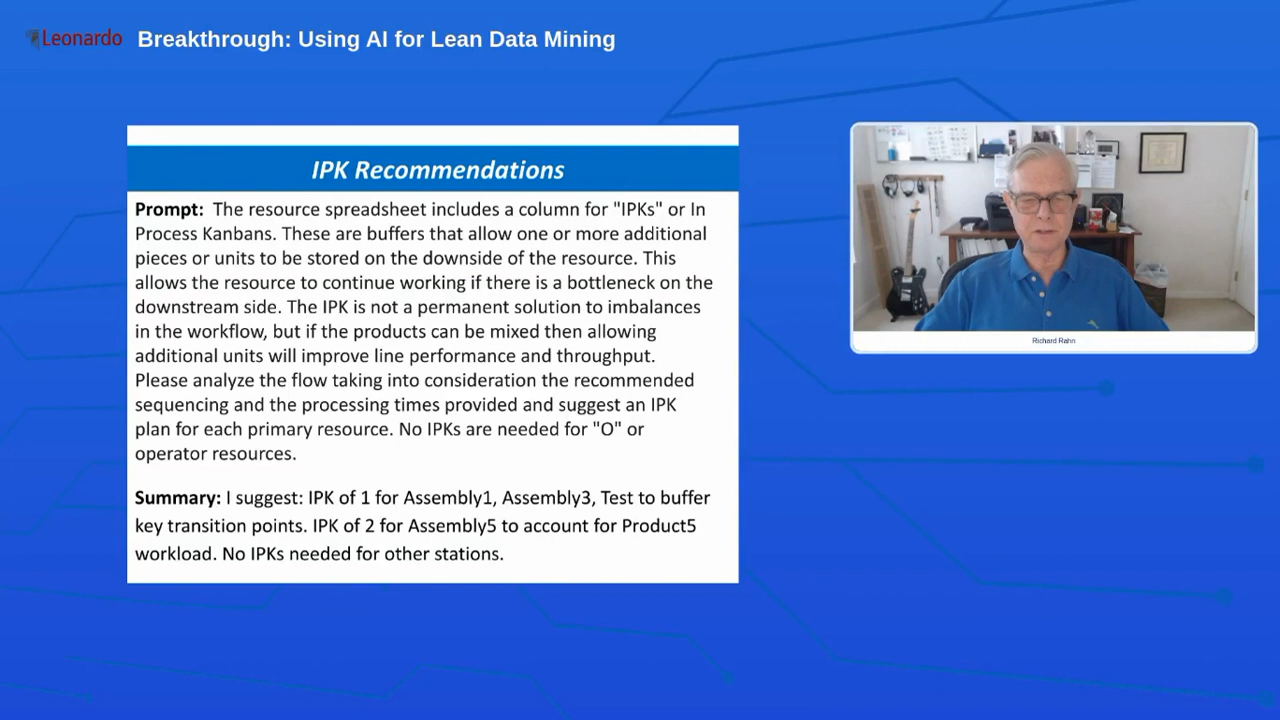 Leonardo
Breakthrough: Using AI for Lean Data Mining
IPK Recommendations
Prompt: The resource spreadsheet includes a column for "IPKs" or In
Process Kanbans. These are buffers that allow one or more additional
pieces or units to be stored on the downside of the resource. This
allows the resource to continue working if there is a bottleneck on the
downstream side. The IPK is not a permanent solution to imbalances
in the workflow, but if the products can be mixed then allowing
additional units will improve line performance and throughput.
Please analyze the flow taking into consideration the recommended
sequencing and the processing times provided and suggest an IPK
plan for each primary resource. No IPKs are needed for "O" or
operator resources.
Summary: I suggest: IPK of 1 for Assembly1, Assembly3, Test to buffer
key transition points. IPK of 2 for Assembly5 to account for Product5
workload. No IPKs needed for other stations.
Richard Rahn